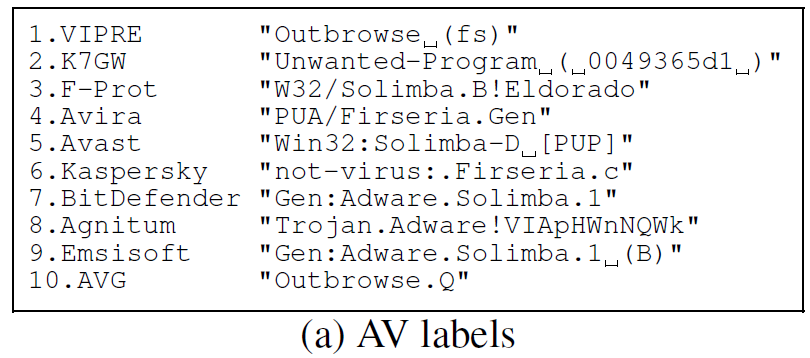 1.VIPRE "Outbrowse␣(fs)"
2.K7GW "Unwanted-Program␣(␣0049365d1␣)"
3.F-Prot "W32/Solimba.B!Eldorado"
4.Avira "PUA/Firseria.Gen"
5.Avast "Win32:Solimba-D␣[PUP]"
6.Kaspersky "not-virus:.Firseria.c"
7.BitDefender "Gen:Adware.Solimba.1"
8.Agnitum "Trojan.Adware!VIApHWnNQWk"
9.Emsisoft "Gen:Adware.Solimba.1␣(B)"
10.AVG "Outbrowse.Q"
(a) AV labels